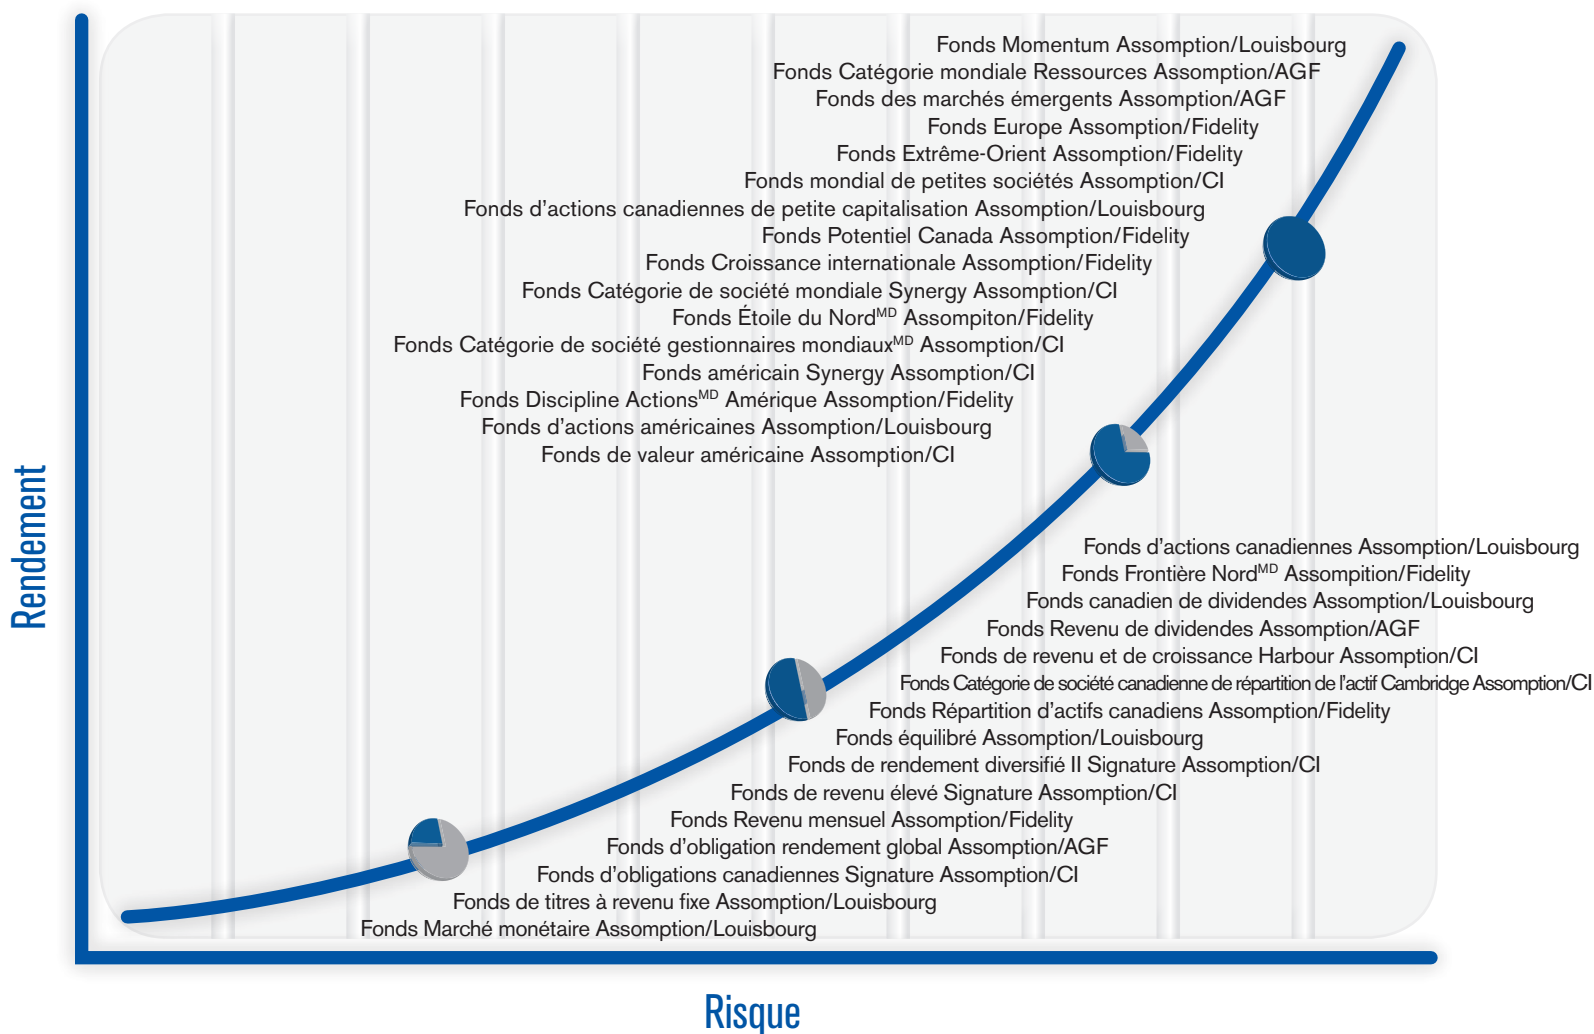 Fonds Momentum Assomption/Louisbourg
Fonds Catégorie mondiale Ressources Assomption/AGF
Fonds des marchés émergents Assomption/AGF
Fonds Europe Assomption/Fidelity
Fonds Extrême-Orient Assomption/Fidelity
Fonds mondial de petites sociétés Assomption/CI
Fonds d'actions canadiennes de petite capitalisation Assomption/Louisbourg
Fonds Potentiel Canada Assomption/Fidelity
Fonds Croissance internationale Assomption/Fidelity
Fonds Catégorie de société mondiale Synergy Assomption/CI
Fonds Étoile du Nord^MD Assompiton/Fidelity
Fonds Catégorie de société gestionnaires mondiaux^MD Assomption/CI
Fonds américain Synergy Assomption/CI
Fonds Discipline Actions^MD Amérique Assomption/Fidelity
Fonds d'actions américaines Assomption/Louisbourg
Fonds de valeur américaine Assomption/CI
Rendement
Fonds d'actions canadiennes Assomption/Louisbourg
Fonds Frontière Nord^MD Assompition/Fidelity
Fonds canadien de dividendes Assomption/Louisbourg
Fonds Revenu de dividendes Assomption/AGF
Fonds de revenu et de croissance Harbour Assomption/CI
Fonds Catégorie de société canadienne de répartition de l'actif Cambridge Assomption/CI
Fonds Répartition d'actifs canadiens Assomption/Fidelity
Fonds équilibré Assomption/Louisbourg
Fonds de rendement diversifié II Signature Assomption/CI
Fonds de revenu élevé Signature Assomption/CI
Fonds Revenu mensuel Assomption/Fidelity
Fonds d'obligation rendement global Assomption/AGF
Fonds d'obligations canadiennes Signature Assomption/CI
Fonds de titres à revenu fixe Assomption/Louisbourg
Fonds Marché monétaire Assomption/Louisbourg
Risque